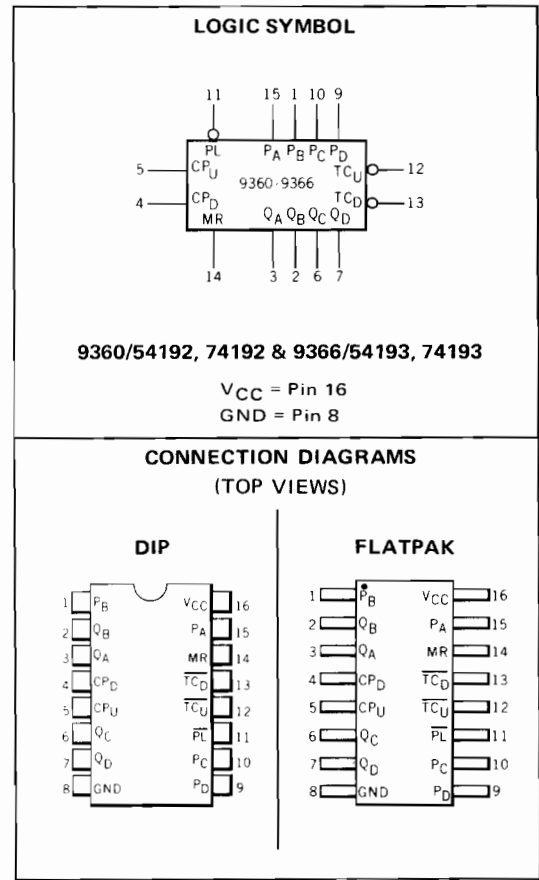 LOGIC SYMBOL
11 15 1 10 9
PL PA PB PC PD
5 CPU TCU 12
9360·9366
4 CPD TCD 13
MR QA QB QC QD
14 3 2 6 7
9360/54192, 74192 & 9366/54193, 74193
VCC = Pin 16
GND = Pin 8
CONNECTION DIAGRAMS
(TOP VIEWS)
DIP
1 PB VCC 16
2 QB PA 15
3 QA MR 14
4 CPD TCD 13
5 CPU TCU 12
6 QC PL 11
7 QD PC 10
8 GND PD 9
FLATPAK
1 PB VCC 16
2 QB PA 15
3 QA MR 14
4 CPD TCD 13
5 CPU TCU 12
6 QC PL 11
7 QD PC 10
8 GND PD 9